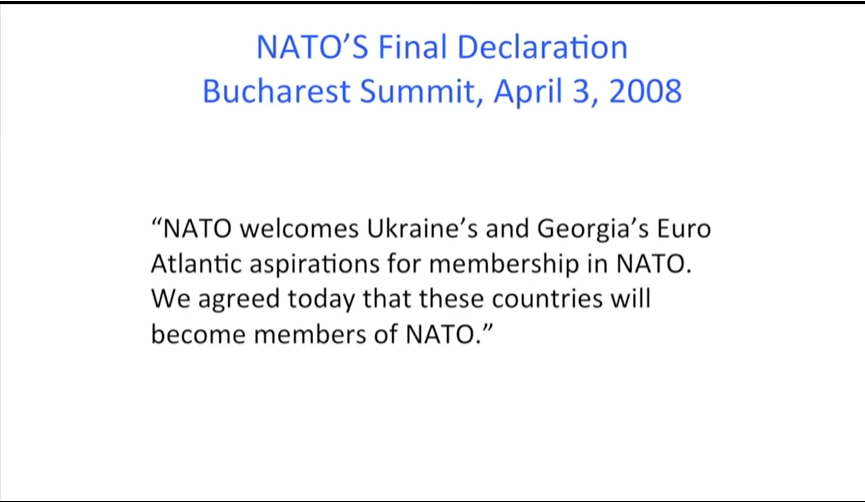 NATO’S Final Declaration
Bucharest Summit, April 3, 2008
“NATO welcomes Ukraine’s and Georgia’s Euro
Atlantic aspirations for membership in NATO.
We agreed today that these countries will
become members of NATO.”